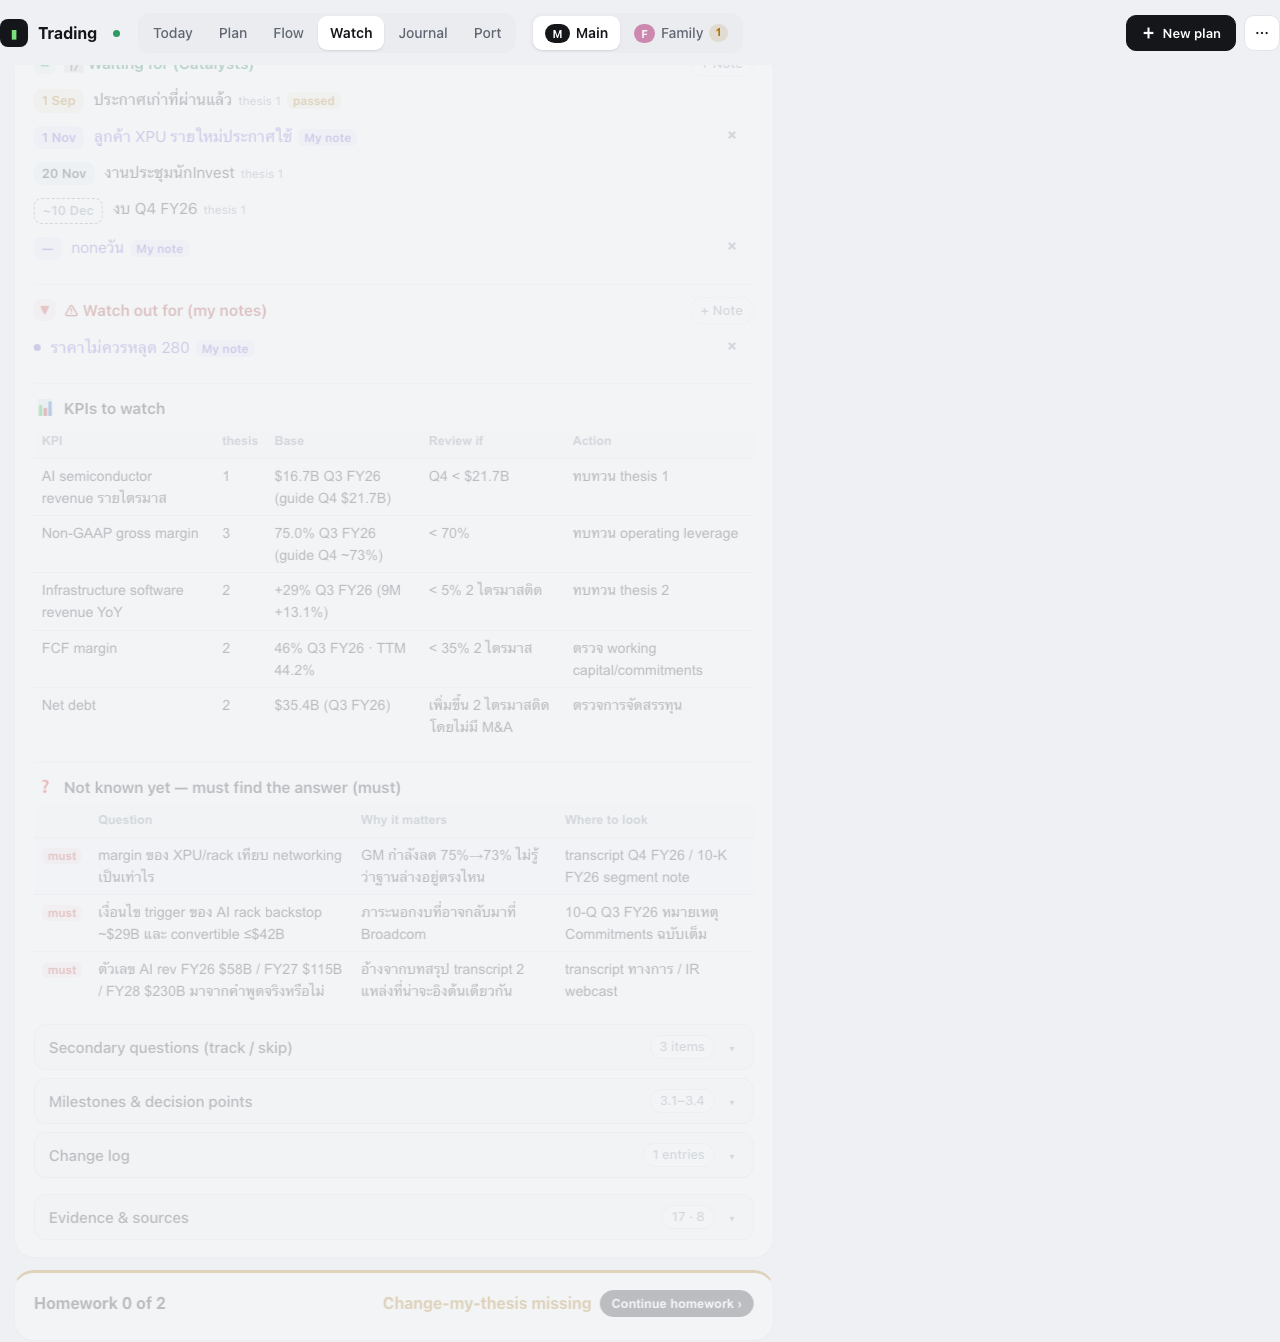 Trading
Today Plan Flow Watch Journal Port
M Main F Family 1
+ New plan ...
17 Waiting for (Catalysts) + Note
1 Sep ประกาศเก่าที่ผ่านแล้ว thesis 1 passed
1 Nov ลูกค้า XPU รายใหม่ประกาศใช้ My note ×
20 Nov งานประชุมนักInvest thesis 1
~10 Dec งบ Q4 FY26 thesis 1
— noneวัน My note ×
▼ ⚠ Watch out for (my notes) + Note
• ราคาไม่ควรหลุด 280 My note ×
KPIs to watch
KPI thesis Base Review if Action
AI semiconductor revenue รายไตรมาส 1 $16.7B Q3 FY26 (guide Q4 $21.7B) Q4 < $21.7B ทบทวน thesis 1
Non-GAAP gross margin 3 75.0% Q3 FY26 (guide Q4 ~73%) < 70% ทบทวน operating leverage
Infrastructure software revenue YoY 2 +29% Q3 FY26 (9M +13.1%) < 5% 2 ไตรมาสติด ทบทวน thesis 2
FCF margin 2 46% Q3 FY26 · TTM 44.2% < 35% 2 ไตรมาส ตรวจ working capital/commitments
Net debt 2 $35.4B (Q3 FY26) เพิ่มขึ้น 2 ไตรมาสติด โดยไม่มี M&A ตรวจการจัดสรรทุน
❓ Not known yet — must find the answer (must)
Question Why it matters Where to look
must margin ของ XPU/rack เทียบ networking เป็นเท่าไร GM กำลังลด 75%→73% ไม่รู้ว่าฐานล่างอยู่ตรงไหน transcript Q4 FY26 / 10-K FY26 segment note
must เงื่อนไข trigger ของ AI rack backstop ~$29B และ convertible ≤$42B ภาระนอกงบที่อาจกลับมาที่ Broadcom 10-Q Q3 FY26 หมายเหตุ Commitments ฉบับเต็ม
must ตัวเลข AI rev FY26 $58B / FY27 $115B / FY28 $230B มาจากคำพูดจริงหรือไม่ อ้างจากบทสรุป transcript 2 แหล่งที่น่าจะอิงต้นเดียวกัน transcript ทางการ / IR webcast
Secondary questions (track / skip) 3 items ▾
Milestones & decision points 3.1–3.4 ▾
Change log 1 entries ▾
Evidence & sources 17 · 8 ▾
Homework 0 of 2 Change-my-thesis missing Continue homework ›